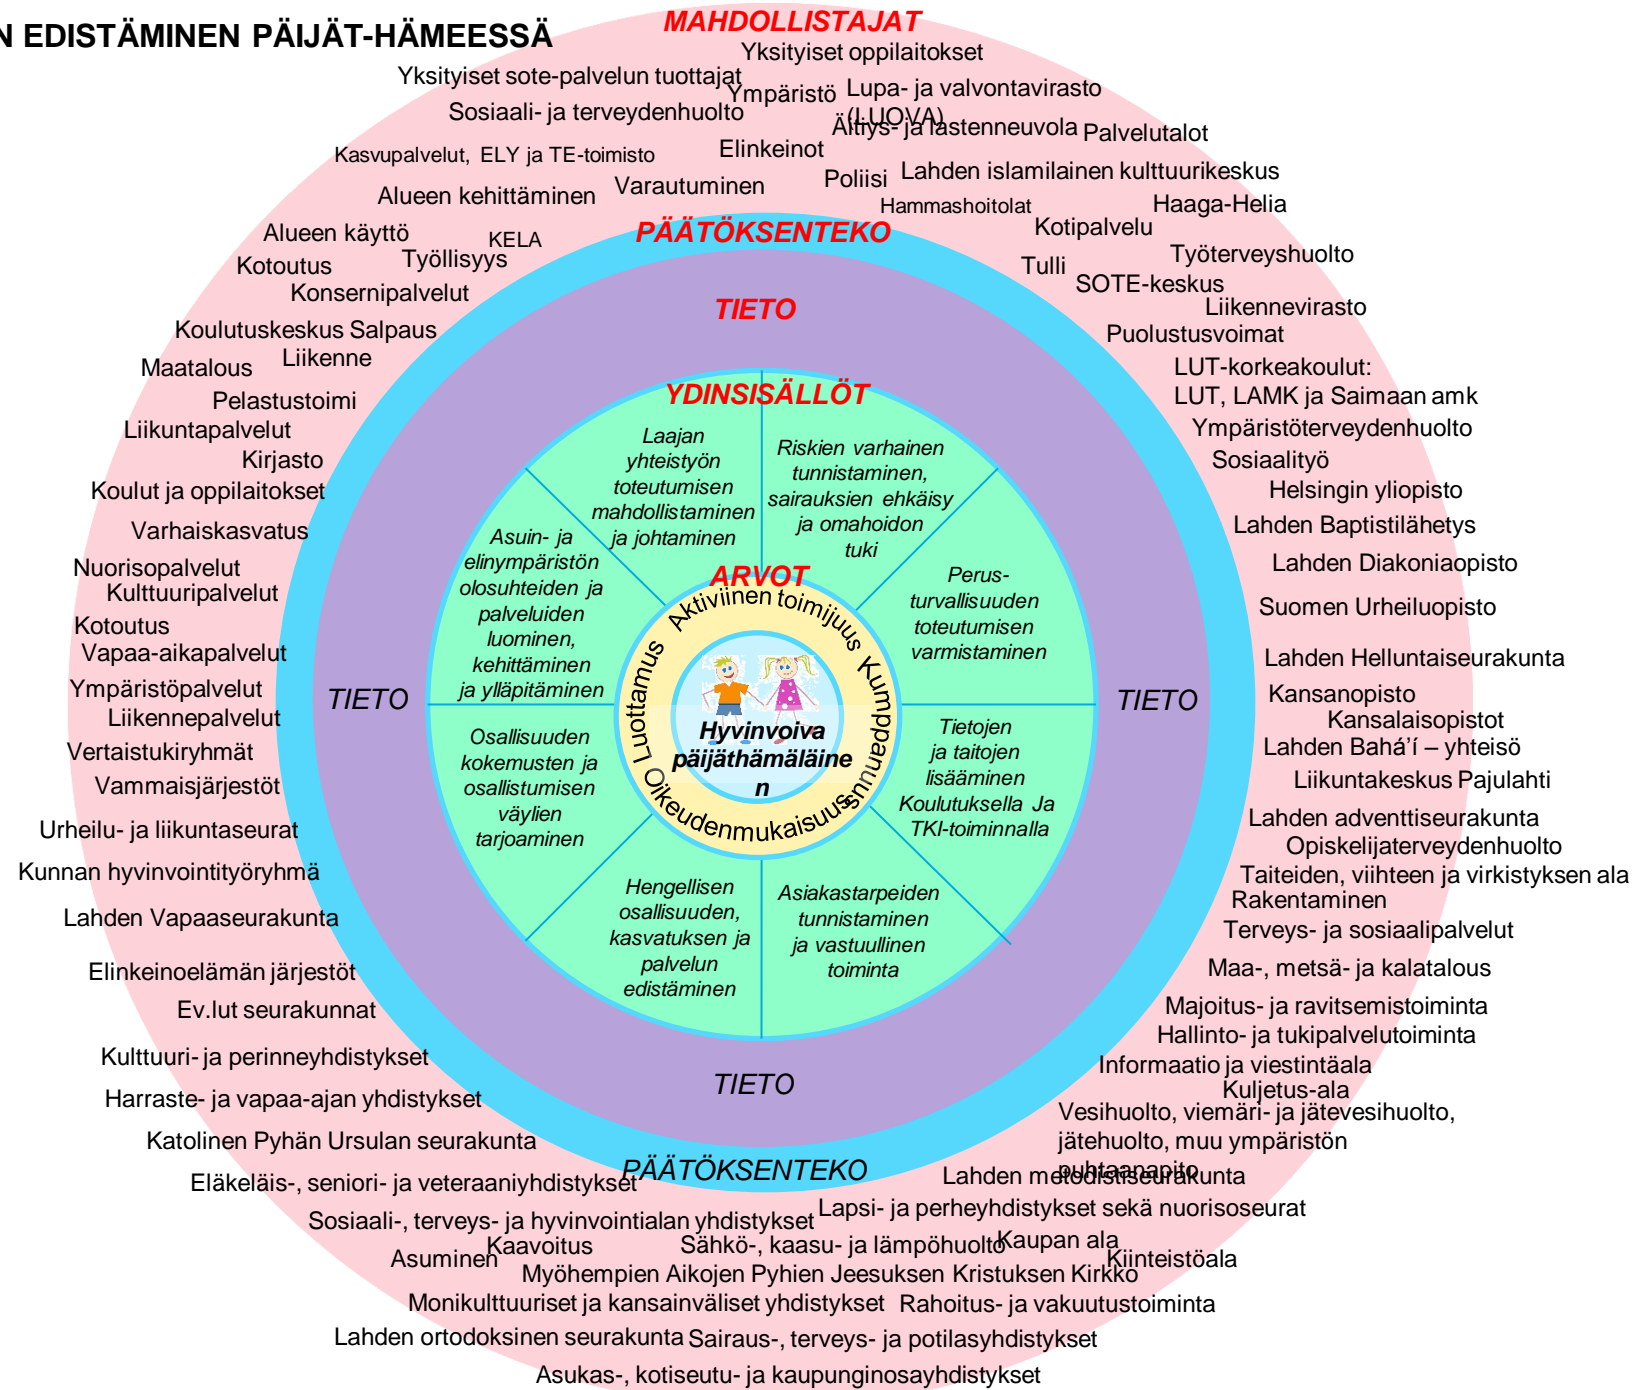 N EDISTÄMINEN PÄIJÄT-HÄMEESSÄ
MAHDOLLISTAJAT
Yksityiset oppilaitokset
Yksityiset sote-palvelun tuottajat
Ympäristö
Lupa- ja valvontavirasto
(LUOVA)
Sosiaali- ja terveydenhuolto
Äitiys- ja lastenneuvola
Palvelutalot
Kasvupalvelut, ELY ja TE-toimisto
Elinkeinot
Alueen kehittäminen
Varautuminen
Poliisi
Lahden islamilainen kulttuurikeskus
Hammashoitolat
Haaga-Helia
Alueen käyttö
KELA
PÄÄTÖKSENTEKO
Kotipalvelu
Kotoutus
Työllisyys
Tulli
Työterveyshuolto
Konsernipalvelut
SOTE-keskus
Liikennevirasto
TIETO
Koulutuskeskus Salpaus
Puolustusvoimat
Maatalous
Liikenne
LUT-korkeakoulut:
LUT, LAMK ja Saimaan amk
Pelastustoimi
YDINSISÄLLÖT
Liikuntapalvelut
Ympäristöterveydenhuolto
Kirjasto
Sosiaalityö
Koulut ja oppilaitokset
Helsingin yliopisto
Varhaiskasvatus
Lahden Baptistilähetys
Nuorisopalvelut
Lahden Diakoniaopisto
Kulttuuripalvelut
Suomen Urheiluopisto
Kotoutus
Vapaa-aikapalvelut
Lahden Helluntaiseurakunta
Ympäristöpalvelut
Kansanopisto
Liikennepalvelut
Kansalaisopistot
Vertaistukiryhmät
Lahden Bahá’í – yhteisö
Vammaisjärjestöt
Liikuntakeskus Pajulahti
Urheilu- ja liikuntaseurat
Lahden adventtiseurakunta
Opiskelijaterveydenhuolto
Kunnan hyvinvointityöryhmä
Taiteiden, viihteen ja virkistyksen ala
Rakentaminen
Lahden Vapaaseurakunta
Terveys- ja sosiaalipalvelut
Elinkeinoelämän järjestöt
Maa-, metsä- ja kalatalous
Ev.lut seurakunnat
Majoitus- ja ravitsemistoiminta
Hallinto- ja tukipalvelutoiminta
Kulttuuri- ja perinneyhdistykset
Informaatio ja viestintäala
Kuljetus-ala
Harraste- ja vapaa-ajan yhdistykset
Vesihuolto, viemäri- ja jätevesihuolto,
jätehuolto, muu ympäristön
puhtaanapito
Katolinen Pyhän Ursulan seurakunta
Laajan
yhteistyön
toteutumisen
mahdollistaminen
ja johtaminen
Riskien varhainen
tunnistaminen,
sairauksien ehkäisy
ja omahoidon
tuki
Asuin- ja
elinympäristön
olosuhteiden ja
palveluiden
luominen,
kehittäminen
ja ylläpitäminen
Perus-
turvallisuuden
toteutumisen
varmistaminen
ARVOT
Aktiviinen toimijuus
Kumppanuus
Oikeudenmukaisuus
Luottamus
Hyvinvoiva
päijäthämäläine
n
TIETO
TIETO
Osallisuuden
kokemusten ja
osallistumisen
väylien
tarjoaminen
Tietojen
ja taitojen
lisääminen
Koulutuksella Ja
TKI-toiminnalla
Hengellisen
osallisuuden,
kasvatuksen ja
palvelun
edistäminen
Asiakastarpeiden
tunnistaminen
ja vastuullinen
toiminta
TIETO
PÄÄTÖKSENTEKO
Lahden metodistiseurakunta
Eläkeläis-, seniori- ja veteraaniyhdistykset
Lapsi- ja perheyhdistykset sekä nuorisoseurat
Sosiaali-, terveys- ja hyvinvointialan yhdistykset
Kaavoitus
Sähkö-, kaasu- ja lämpöhuolto
Kaupan ala
Asuminen
Kiinteistöala
Myöhempien Aikojen Pyhien Jeesuksen Kristuksen Kirkko
Monikulttuuriset ja kansainväliset yhdistykset
Rahoitus- ja vakuutustoiminta
Lahden ortodoksinen seurakunta
Sairaus-, terveys- ja potilasyhdistykset
Asukas-, kotiseutu- ja kaupunginosayhdistykset